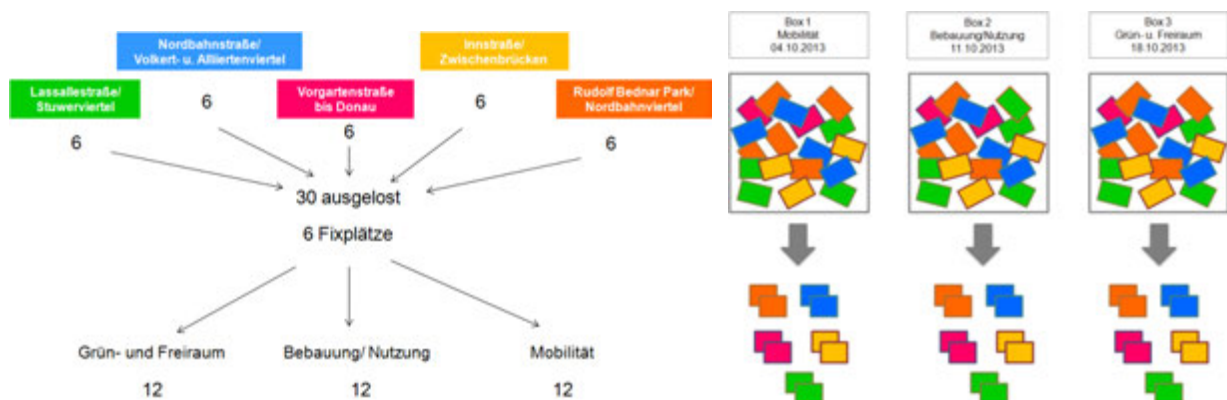 Nordbahnstraße/
Volkert- u. Alliiertenviertel
Innstraße/
Zwischenbrücken
Lassallestraße/
Stuwerviertel
6
Vorgartenstraße
bis Donau
6
Rudolf Bednar Park/
Nordbahnviertel
6
6
6
30 ausgelost
6 Fixplätze
Grün- und Freiraum
Bebauung/ Nutzung
Mobilität
12
12
12
Box 1
Mobilität
04.10.2013
Box 2
Bebauung/Nutzung
11.10.2013
Box 3
Grün- u. Freiraum
18.10.2013